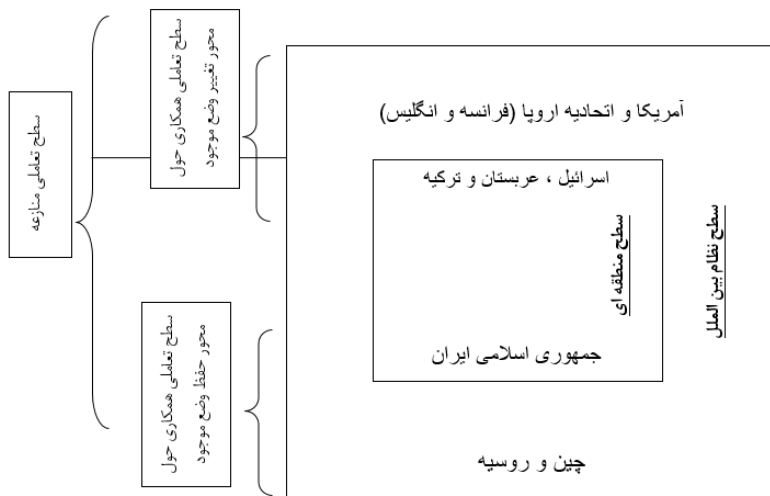 آمریکا و اتحادیه اروپا (فرانسه و انگلیس)
اسرائیل ، عربستان و ترکیه
سطح منطقه ای
سطح نظام بین الملل
جمهوری اسلامی ایران
چین و روسیه
سطح تعاملی همکاری حول
محور تغییر وضع موجود
سطح تعاملی همکاری حول
محور حفظ وضع موجود
سطح تعاملی منازعه